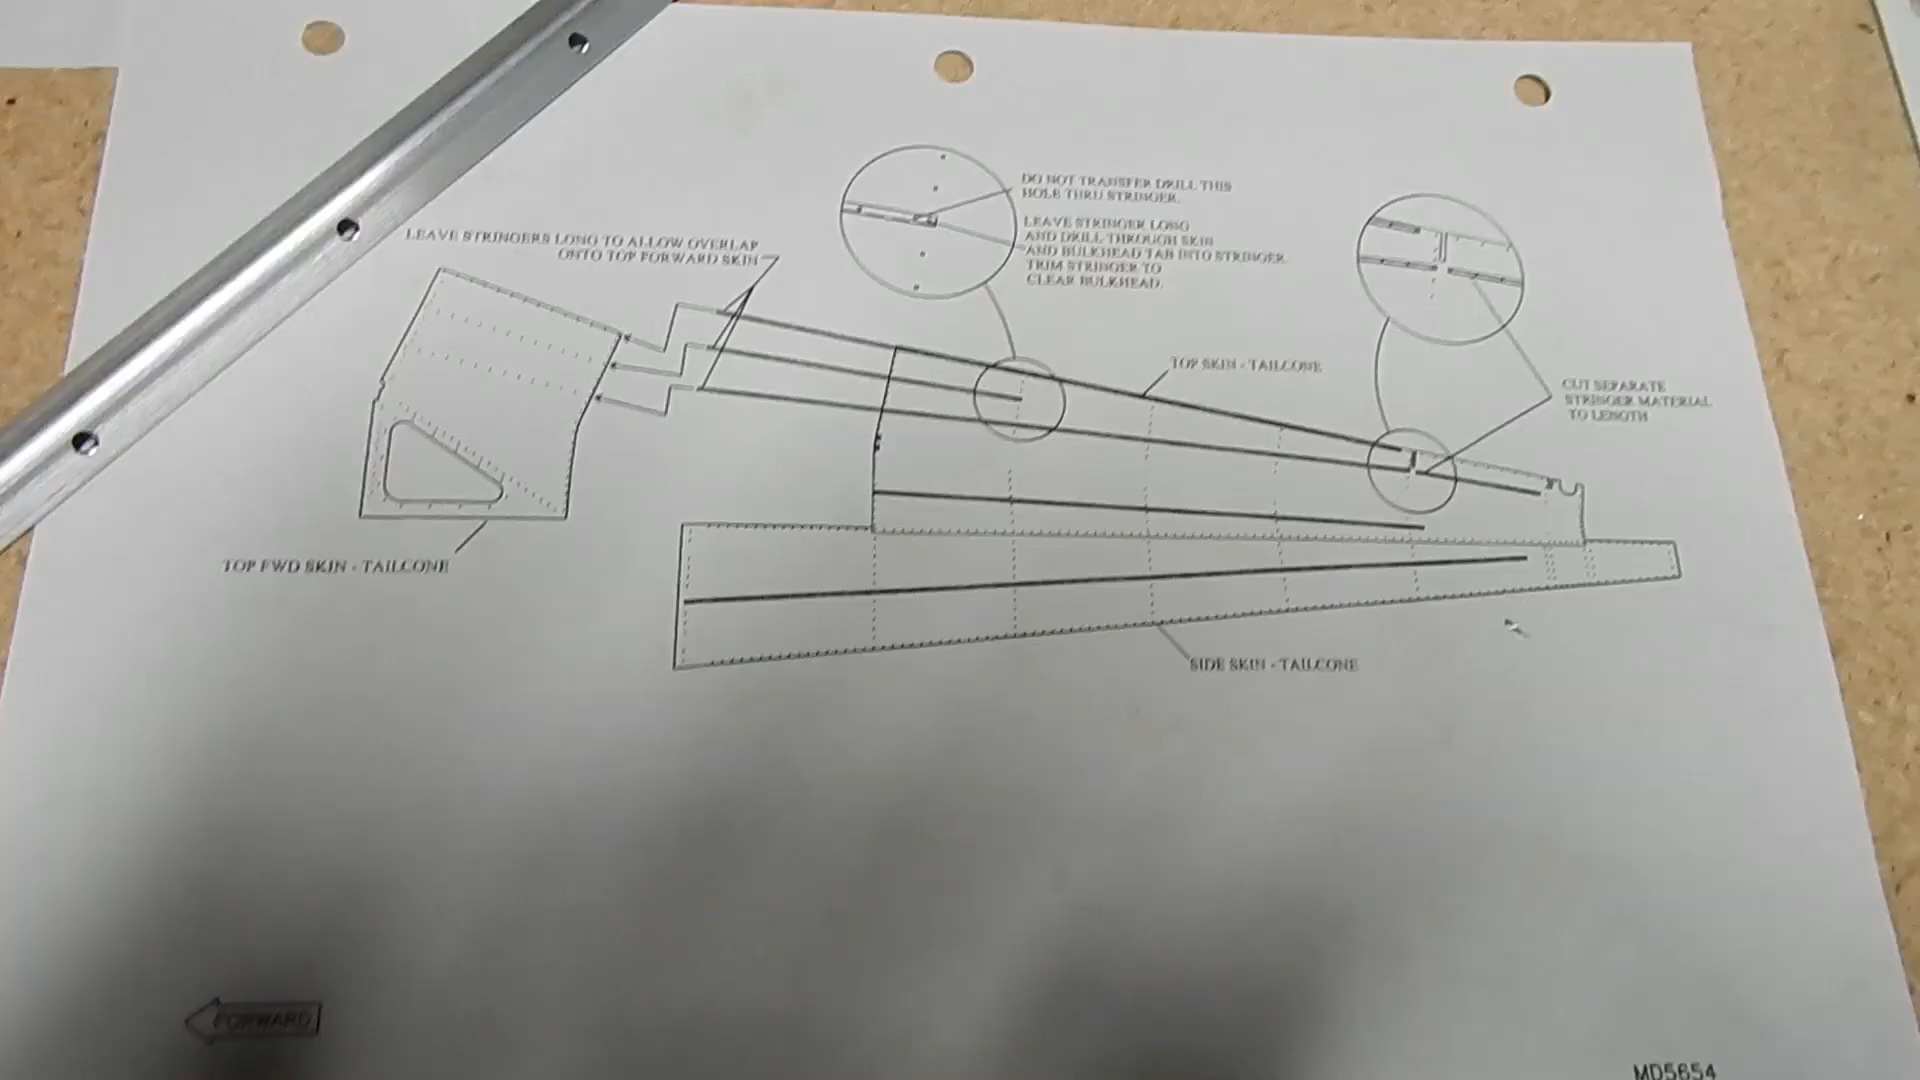 DO NOT TRANSFER DRILL THIS
HOLE THRU STRINGER.
LEAVE STRINGER LONG
AND DRILL THROUGH SKIN
AND BULKHEAD TAB INTO STRINGER.
TRIM STRINGER TO
CLEAR BULKHEAD.
LEAVE STRINGERS LONG TO ALLOW OVERLAP
ONTO TOP FORWARD SKIN
TOP SKIN - TAILCONE
CUT SEPARATE
STRINGER MATERIAL
TO LENGTH
TOP FWD SKIN - TAILCONE
SIDE SKIN - TAILCONE
FORWARD
MD5654